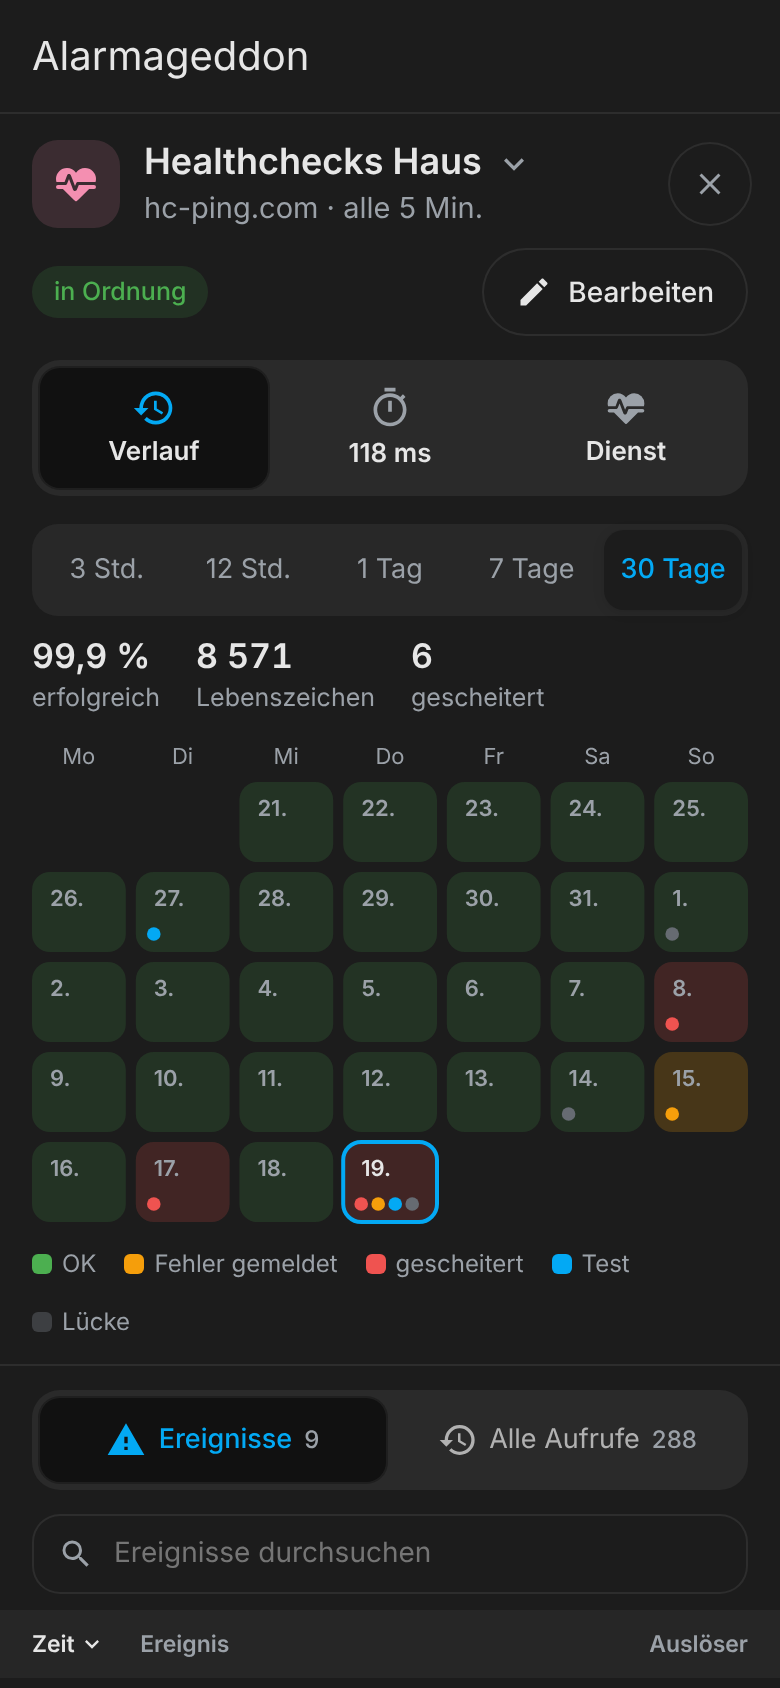 Alarmageddon
Healthchecks Haus
hc-ping.com · alle 5 Min.
in Ordnung
Bearbeiten
Verlauf
118 ms
Dienst
3 Std.
12 Std.
1 Tag
7 Tage
30 Tage
99,9 %
8 571
6
erfolgreich
Lebenszeichen
gescheitert
Mo Di Mi Do Fr Sa So
21. 22. 23. 24. 25.
26. 27. 28. 29. 30. 31. 1.
2. 3. 4. 5. 6. 7. 8.
9. 10. 11. 12. 13. 14. 15.
16. 17. 18. 19.
OK Fehler gemeldet gescheitert Test
Lücke
Ereignisse 9
Alle Aufrufe 288
Ereignisse durchsuchen
Zeit Ereignis Auslöser